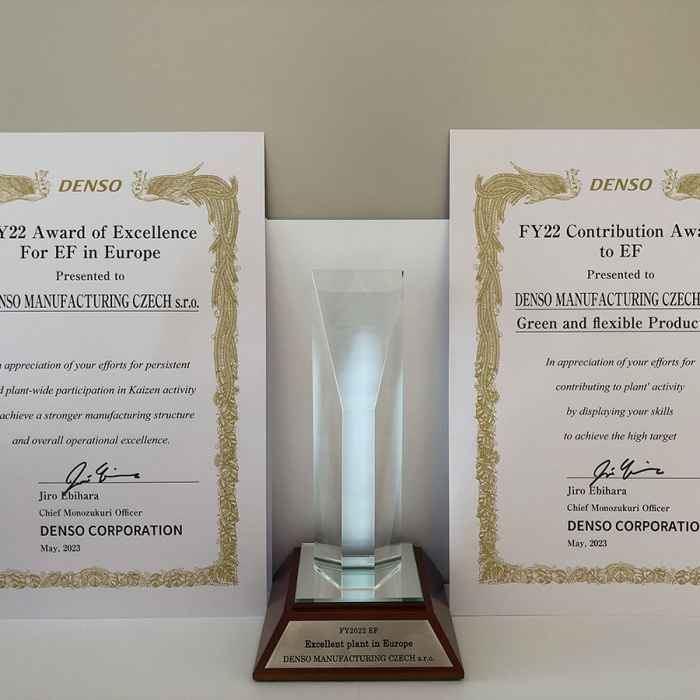 DENSO
Y22 Award of Excellence
For EF in Europe
Presented to
NSO MANUFACTURING CZECH s.r.o.
appreciation of your efforts for persistent
d plant-wide participation in Kaizen activity
achieve a stronger manufacturing structure
and overall operational excellence.
Jiro Ebihara
Chief Monozukuri Officer
DENSO CORPORATION
May, 2023
DENSO
FY22 Contribution Awa
to EF
Presented to
DENSO MANUFACTURING CZECH
Green and flexible Product
In appreciation of your efforts for
contributing to plant' activity
by displaying your skills
to achieve the high target
Jiro Ebihara
Chief Monozukuri Officer
DENSO CORPORATIO
May, 2023
FY2022 EF
Excellent plant in Europe
DENSO MANUFACTURING CZECH s.r.o.